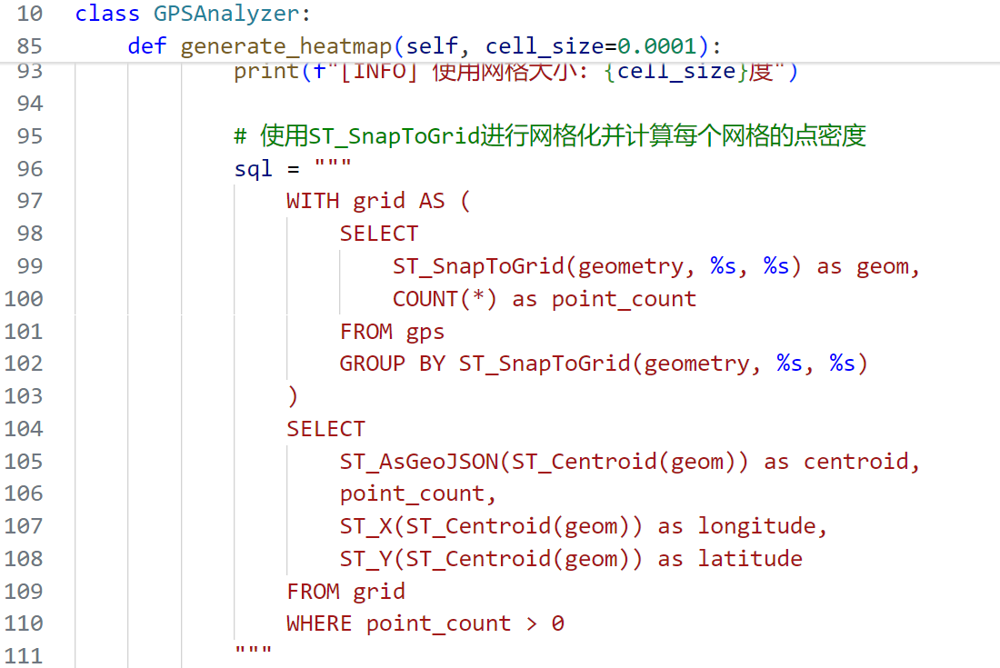 10 class GPSAnalyzer:
85 def generate_heatmap(self, cell_size=0.0001):
93 print(f"[INFO] 使用网格大小: {cell_size}度")
94
95 # 使用ST_SnapToGrid进行网格化并计算每个网格的点密度
96 sql = """
97 WITH grid AS (
98 SELECT
99 ST_SnapToGrid(geometry, %s, %s) as geom,
100 COUNT(*) as point_count
101 FROM gps
102 GROUP BY ST_SnapToGrid(geometry, %s, %s)
103 )
104 SELECT
105 ST_AsGeoJSON(ST_Centroid(geom)) as centroid,
106 point_count,
107 ST_X(ST_Centroid(geom)) as longitude,
108 ST_Y(ST_Centroid(geom)) as latitude
109 FROM grid
110 WHERE point_count > 0
111 """